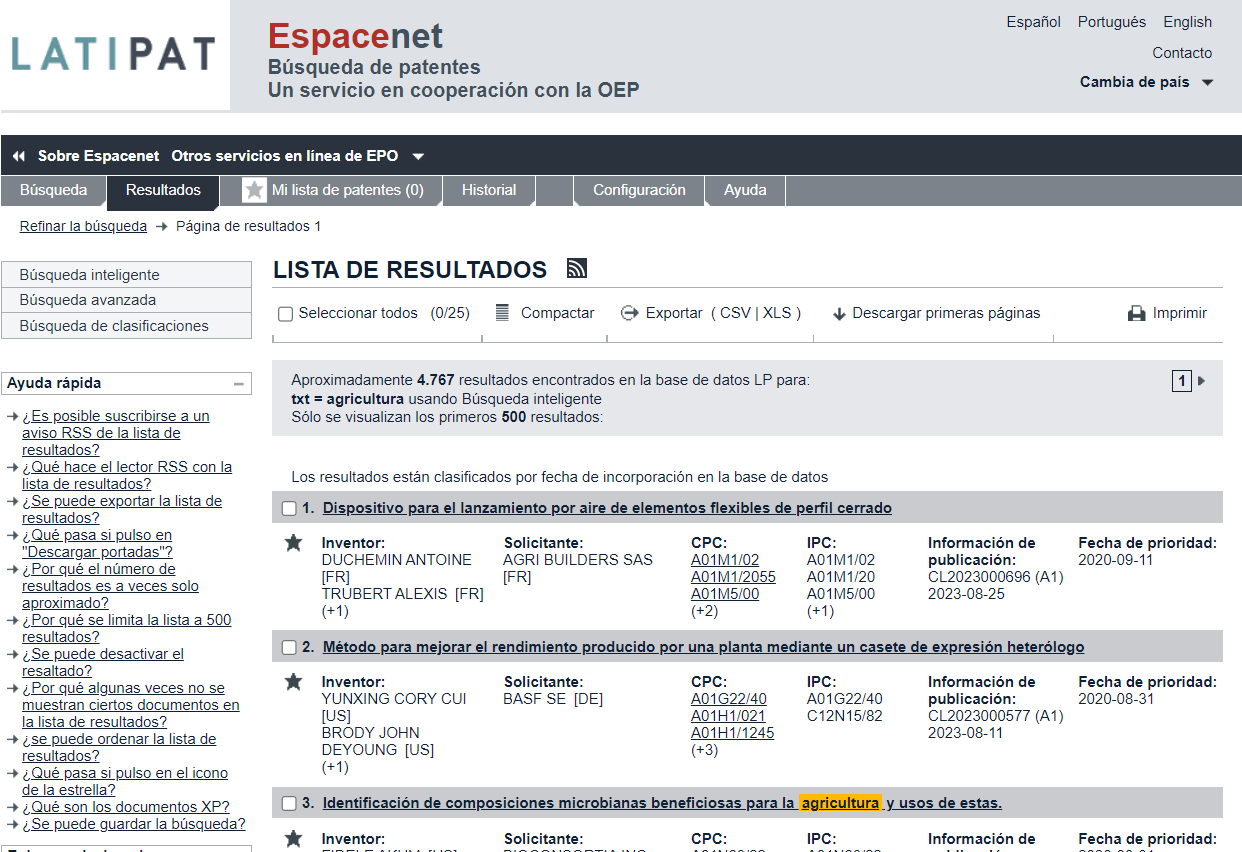 LATIPAT
Espacenet
Búsqueda de patentes
Un servicio en cooperación con la OEP
Español Português English
Contacto
Cambia de país
Sobre Espacenet Otros servicios en línea de EPO
Búsqueda Resultados Mi lista de patentes (0) Historial Configuración Ayuda
Refinar la búsqueda → Página de resultados 1
Búsqueda inteligente
Búsqueda avanzada
Búsqueda de clasificaciones
Ayuda rápida
¿Es posible suscribirse a un
aviso RSS de la lista de
resultados?
¿Qué hace el lector RSS con la
lista de resultados?
¿Se puede exportar la lista de
resultados?
¿Qué pasa si pulso en
"Descargar portadas"?
¿Por qué el número de
resultados es a veces solo
aproximado?
¿Por qué se limita la lista a 500
resultados?
¿Se puede desactivar el
resaltado?
¿Por qué algunas veces no se
muestran ciertos documentos en
la lista de resultados?
¿se puede ordenar la lista de
resultados?
¿Qué pasa si pulso en el icono
de la estrella?
¿Qué son los documentos XP?
¿Se puede guardar la búsqueda?
LISTA DE RESULTADOS
Seleccionar todos (0/25) Compactar Exportar ( CSV | XLS ) Descargar primeras páginas Imprimir
Aproximadamente 4.767 resultados encontrados en la base de datos LP para:
txt = agricultura usando Búsqueda inteligente
Sólo se visualizan los primeros 500 resultados:
1
Los resultados están clasificados por fecha de incorporación en la base de datos
1. Dispositivo para el lanzamiento por aire de elementos flexibles de perfil cerrado
Inventor:
DUCHEMIN ANTOINE
[FR]
TRUBERT ALEXIS [FR]
(+1)
Solicitante:
AGRI BUILDERS SAS
[FR]
CPC:
A01M1/02
A01M1/2055
A01M5/00
(+2)
IPC:
A01M1/02
A01M1/20
A01M5/00
(+1)
Información de
publicación:
CL2023000696 (A1)
2023-08-25
Fecha de prioridad:
2020-09-11
2. Método para mejorar el rendimiento producido por una planta mediante un casete de expresión heterólogo
Inventor:
YUNXING CORY CUI
[US]
BRODY JOHN
DEYOUNG [US]
(+1)
Solicitante:
BASF SE [DE]
CPC:
A01G22/40
A01H1/021
A01H1/1245
(+3)
IPC:
A01G22/40
C12N15/82
Información de
publicación:
CL2023000577 (A1)
2023-08-11
Fecha de prioridad:
2020-08-31
3. Identificación de composiciones microbianas beneficiosas para la agricultura y usos de estas.
Inventor:
Solicitante:
CPC:
IPC:
Información de
Fecha de prioridad: